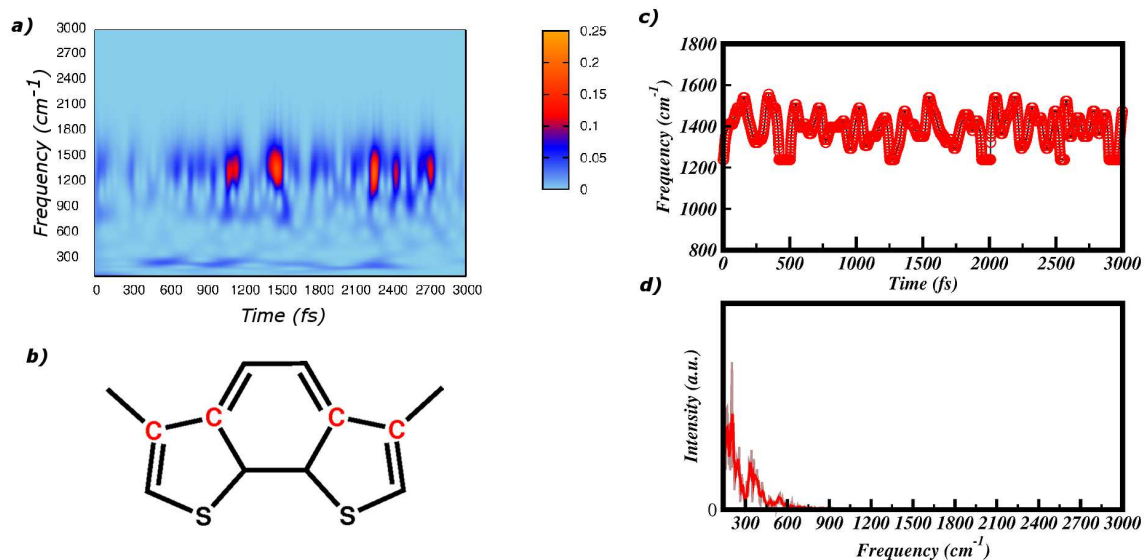 a)
Frequency (cm-1)
3000
2700
2400
2100
1800
1500
1200
900
600
300
0 300 600 900 1200 1500 1800 2100 2400 2700 3000
Time (fs)
0.25
0.2
0.15
0.1
0.05
0
b)
C C C C
S S
c)
Frequency (cm-1)
1800
1600
1400
1200
1000
800
0 500 1000 1500 2000 2500 3000
Time (fs)
d)
Intensity (a.u.)
0
300 600 900 1200 1500 1800 2100 2400 2700 3000
Frequency (cm-1)